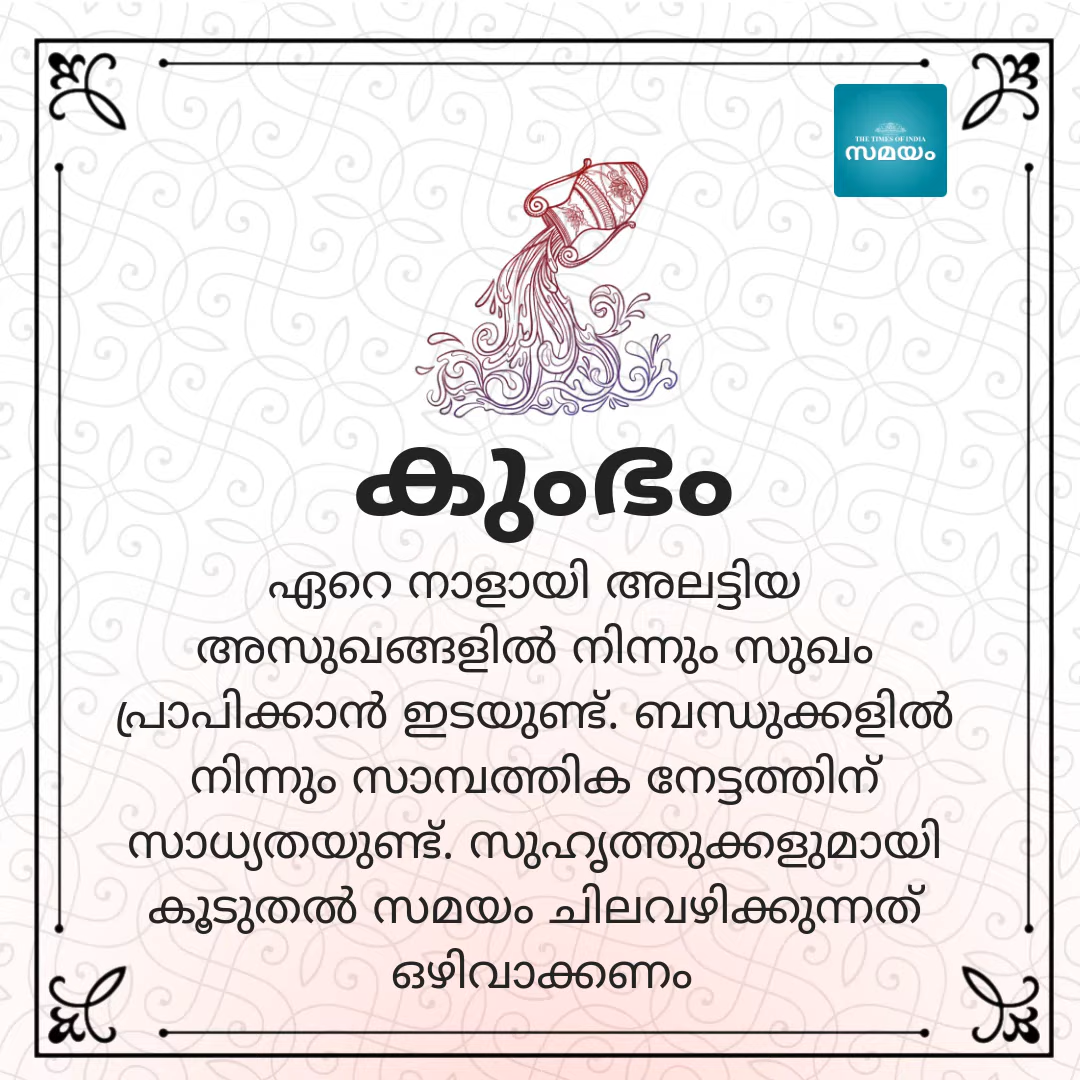 THE TIMES OF INDIA
സമയം
കുംഭം
ഏറെ നാളായി അലട്ടിയ
അസുഖങ്ങളിൽ നിന്നും സുഖം
പ്രാപിക്കാൻ ഇടയുണ്ട്. ബന്ധുക്കളിൽ
നിന്നും സാമ്പത്തിക നേട്ടത്തിന്
സാധ്യതയുണ്ട്. സുഹൃത്തുക്കളുമായി
കൂടുതൽ സമയം ചിലവഴിക്കുന്നത്
ഒഴിവാക്കണം